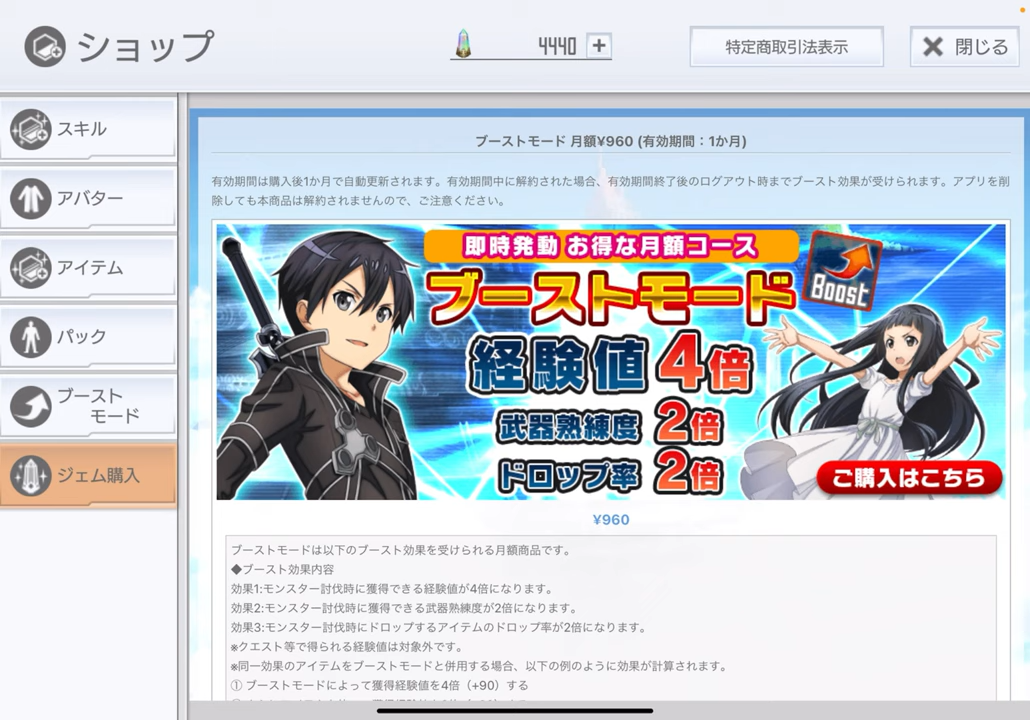 ショップ
4440
特定商取引法表示
閉じる
スキル
アバター
アイテム
パック
ブースト
モード
ジェム購入
ブーストモード 月額¥960 (有効期間：1か月)
有効期間は購入後1か月で自動更新されます。有効期間中に解約された場合、有効期間終了後のログアウト時までブースト効果が受けられます。アプリを削
除しても本商品は解約されませんので、ご注意ください。
即時発動 お得な月額コース
Boost
ブーストモード
経験値 4倍
武器熟練度 2倍
ドロップ率 2倍
ご購入はこちら
¥960
ブーストモードは以下のブースト効果を受けられる月額商品です。
◆ブースト効果内容
効果1:モンスター討伐時に獲得できる経験値が4倍になります。
効果2:モンスター討伐時に獲得できる武器熟練度が2倍になります。
効果3:モンスター討伐時にドロップするアイテムのドロップ率が2倍になります。
※クエスト等で得られる経験値は対象外です。
※同一効果のアイテムをブーストモードと併用する場合、以下の例のように効果が計算されます。
① ブーストモードによって獲得経験値を4倍（+90）する